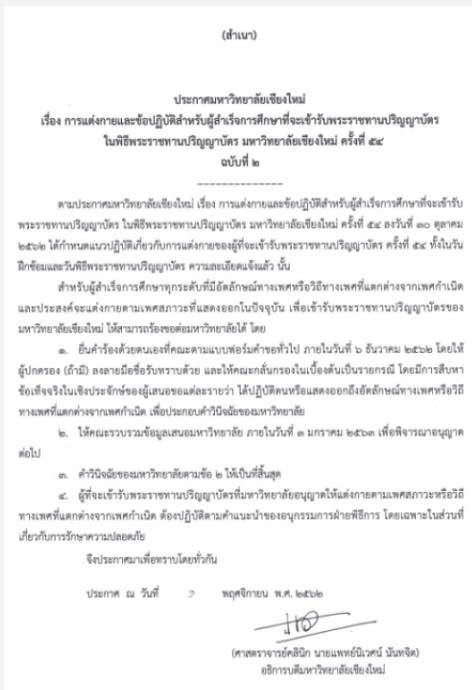 (สำเนา)
ประกาศมหาวิทยาลัยเชียงใหม่
เรื่อง การแต่งกายและข้อปฏิบัติสำหรับผู้สำเร็จการศึกษาที่จะเข้ารับพระราชทานปริญญาบัตร
ในพิธีพระราชทานปริญญาบัตร มหาวิทยาลัยเชียงใหม่ ครั้งที่ ๕๔
ฉบับที่ ๒
--------------
ตามประกาศมหาวิทยาลัยเชียงใหม่ เรื่อง การแต่งกายและข้อปฏิบัติสำหรับผู้สำเร็จการศึกษาที่จะเข้ารับ
พระราชทานปริญญาบัตร ในพิธีพระราชทานปริญญาบัตร มหาวิทยาลัยเชียงใหม่ ครั้งที่ ๕๔ ลงวันที่ ๓๐ ตุลาคม
๒๕๖๒ ได้กำหนดแนวปฏิบัติเกี่ยวกับการแต่งกายของผู้ที่จะเข้ารับพระราชทานปริญญาบัตร ครั้งที่ ๕๔ ทั้งในวัน
ฝึกซ้อมและวันพิธีพระราชทานปริญญาบัตร ความละเอียดแจ้งแล้ว นั้น
สำหรับผู้สำเร็จการศึกษาทุกระดับที่มีอัตลักษณ์ทางเพศหรือวิถีทางเพศที่แตกต่างจากเพศกำเนิด
และประสงค์จะแต่งกายตามเพศสภาวะที่แสดงออกในปัจจุบัน เพื่อเข้ารับพระราชทานปริญญาบัตรของ
มหาวิทยาลัยเชียงใหม่ ให้สามารถร้องขอต่อมหาวิทยาลัยได้ โดย
๑. ยื่นคำร้องด้วยตนเองที่คณะตามแบบฟอร์มคำขอทั่วไป ภายในวันที่ ๖ ธันวาคม ๒๕๖๒ โดยให้
ผู้ปกครอง (ถ้ามี) ลงลายมือชื่อรับทราบด้วย และให้คณะกลั่นกรองในเบื้องต้นเป็นรายกรณี โดยมีการสืบหา
ข้อเท็จจริงในเชิงประจักษ์ของผู้เสนอขอแต่ละรายว่า ได้ปฏิบัติตนหรือแสดงออกถึงอัตลักษณ์ทางเพศหรือวิถี
ทางเพศที่แตกต่างจากเพศกำเนิด เพื่อประกอบคำวินิจฉัยของมหาวิทยาลัย
๒. ให้คณะรวบรวมข้อมูลเสนอมหาวิทยาลัย ภายในวันที่ ๓ มกราคม ๒๕๖๓ เพื่อพิจารณาอนุญาต
ต่อไป
๓. คำวินิจฉัยของมหาวิทยาลัยตามข้อ ๒ ให้เป็นที่สิ้นสุด
๔. ผู้ที่จะเข้ารับพระราชทานปริญญาบัตรที่มหาวิทยาลัยอนุญาตให้แต่งกายตามเพศสภาวะหรือวิถี
ทางเพศที่แตกต่างจากเพศกำเนิด ต้องปฏิบัติตามคำแนะนำของอนุกรรมการฝ่ายพิธีการ โดยเฉพาะในส่วนที่
เกี่ยวกับการรักษาความปลอดภัย
จึงประกาศมาเพื่อทราบโดยทั่วกัน
ประกาศ ณ วันที่ พฤศจิกายน พ.ศ. ๒๕๖๒
(ศาสตราจารย์คลินิก นายแพทย์นิเวศน์ นันทจิต)
อธิการบดีมหาวิทยาลัยเชียงใหม่